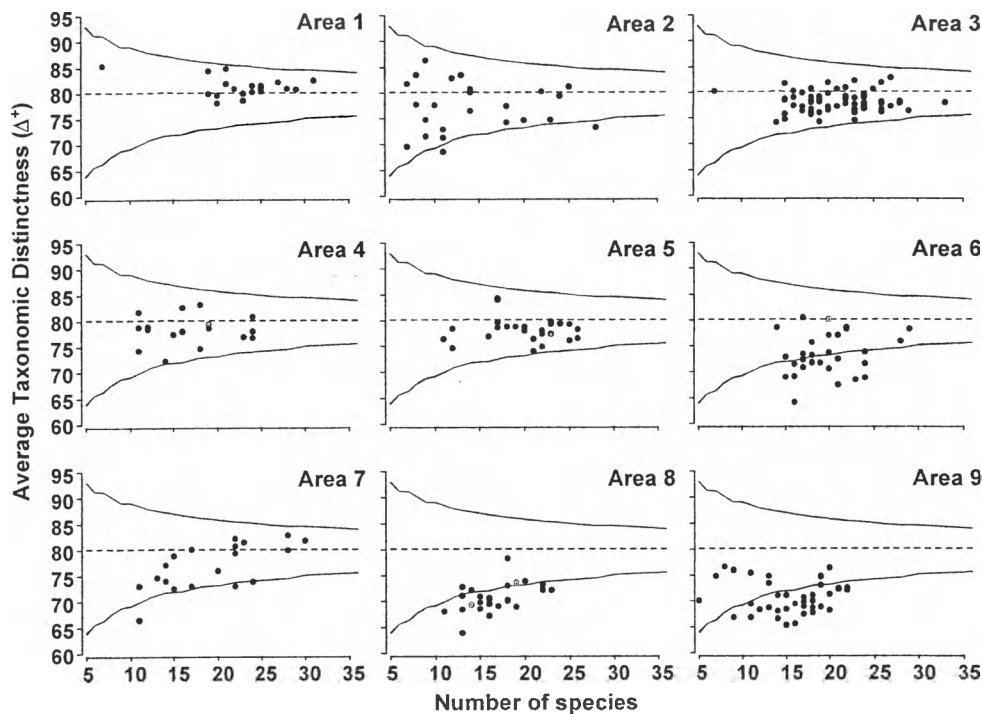 Average Taxonomic Distinctness (Δ+)
Area 1
Area 2
Area 3
95
90
85
80
75
70
65
60
Area 4
Area 5
Area 6
95
90
85
80
75
70
65
60
Area 7
Area 8
Area 9
95
90
85
80
75
70
65
60
5 10 15 20 25 30 35
5 10 15 20 25 30 35
5 10 15 20 25 30 35
Number of species